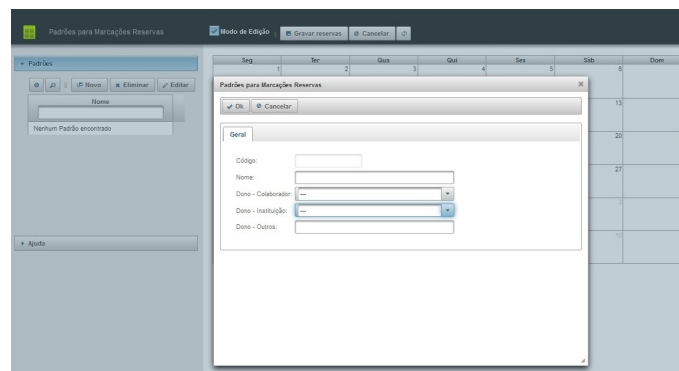 Padrões para Marcações Reservas
Modo de Edição Gravar reservas Cancelar
Padrões
Novo Eliminar Editar
Nome
Nenhum Padrão encontrado
Ajuda
Seg Ter Qua Qui Sex Sáb Dom
1 2 3 4 5 6
13
20
27
Padrões para Marcações Reservas
Ok Cancelar
Geral
Código:
Nome:
Dono - Colaborador: ---
Dono - Instituição: ---
Dono - Outros: